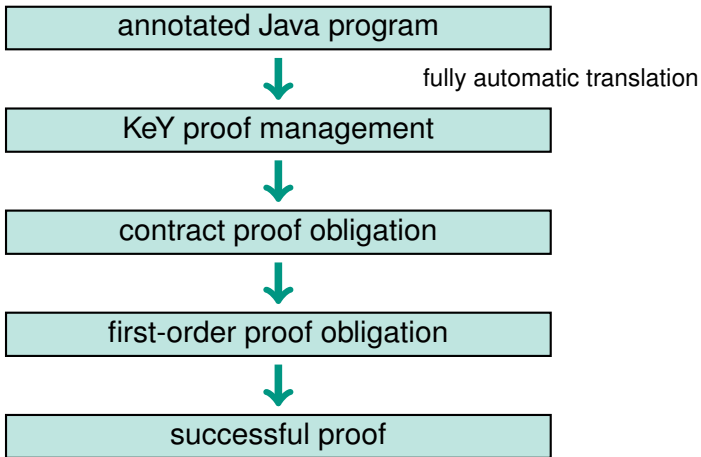 annotated Java program
fully automatic translation
KeY proof management
contract proof obligation
first-order proof obligation
successful proof